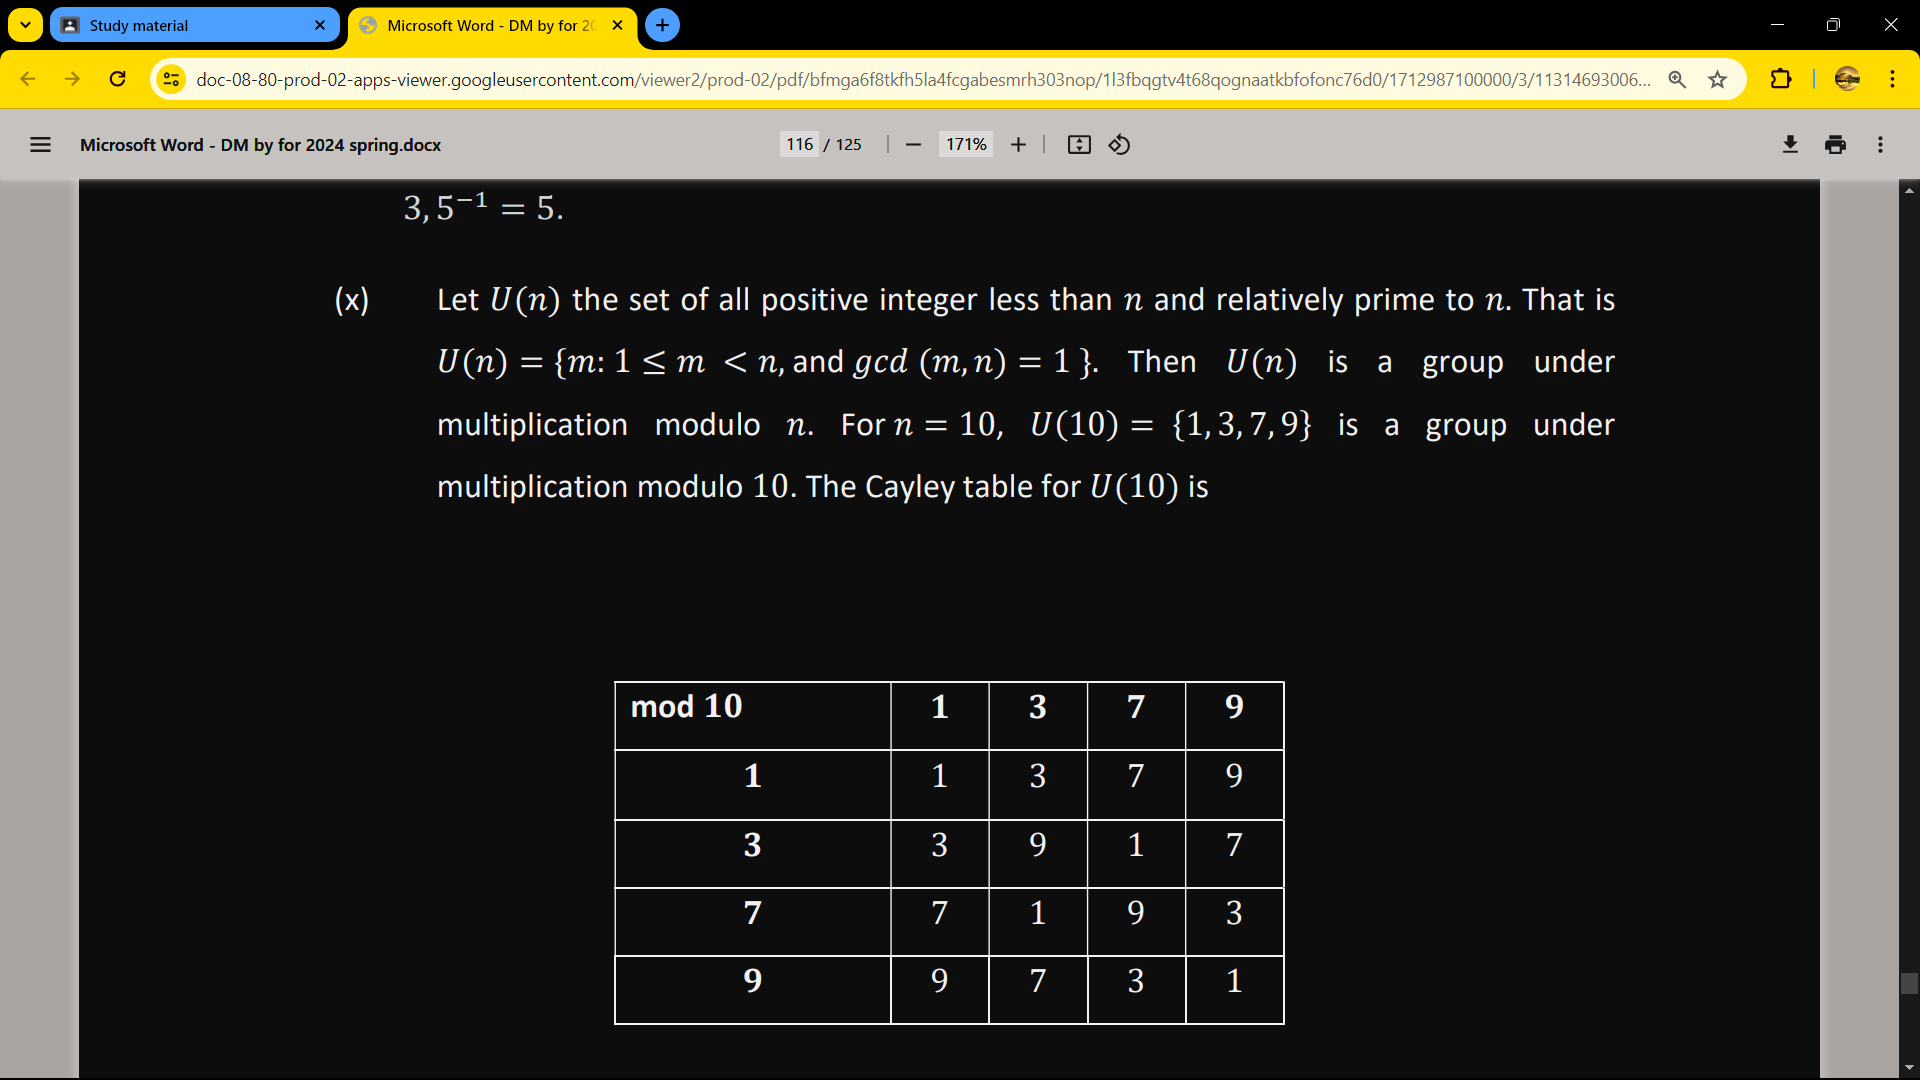 Study material
Microsoft Word - DM by for 20
doc-08-80-prod-02-apps-viewer.googleusercontent.com/viewer2/prod-02/pdf/bfmga6f8tkfh5la4fcgabesmrh303nop/1l3fbqgtv4t68qognaatkbfofonc76d0/1712987100000/3/11314693006...
Microsoft Word - DM by for 2024 spring.docx
116 / 125
171%
3, 5⁻¹ = 5.
(x) Let U(n) the set of all positive integer less than n and relatively prime to n. That is
U(n) = {m: 1 ≤ m < n, and gcd (m, n) = 1 }. Then U(n) is a group under
multiplication modulo n. For n = 10, U(10) = {1, 3, 7, 9} is a group under
multiplication modulo 10. The Cayley table for U(10) is
mod 10 1 3 7 9
1 1 3 7 9
3 3 9 1 7
7 7 1 9 3
9 9 7 3 1